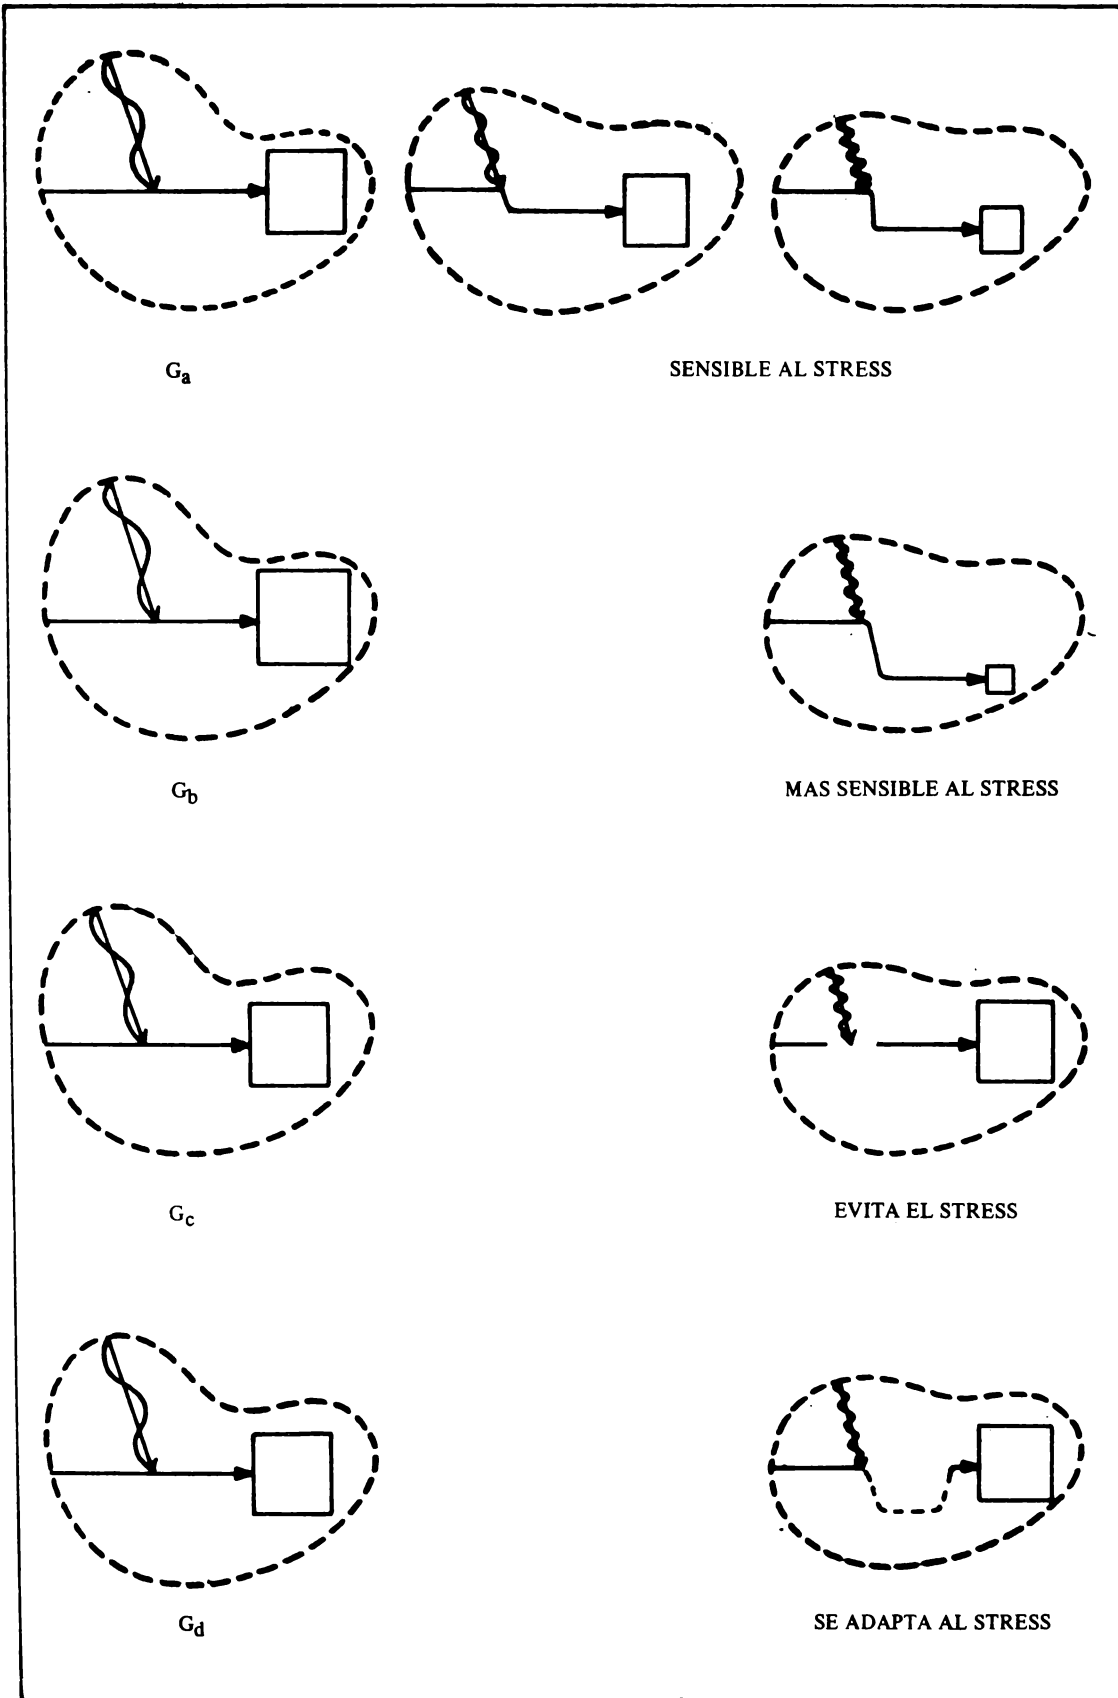 Ga
SENSIBLE AL STRESS
Gb
MAS SENSIBLE AL STRESS
Gc
EVITA EL STRESS
Gd
SE ADAPTA AL STRESS